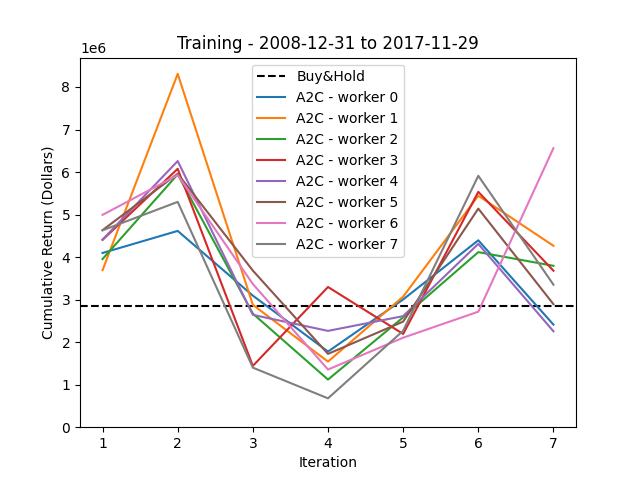 Training - 2008-12-31 to 2017-11-29
1e6
8
7
6
5
4
3
2
1
0
Cumulative Return (Dollars)
Buy&Hold
A2C - worker 0
A2C - worker 1
A2C - worker 2
A2C - worker 3
A2C - worker 4
A2C - worker 5
A2C - worker 6
A2C - worker 7
1 2 3 4 5 6 7
Iteration